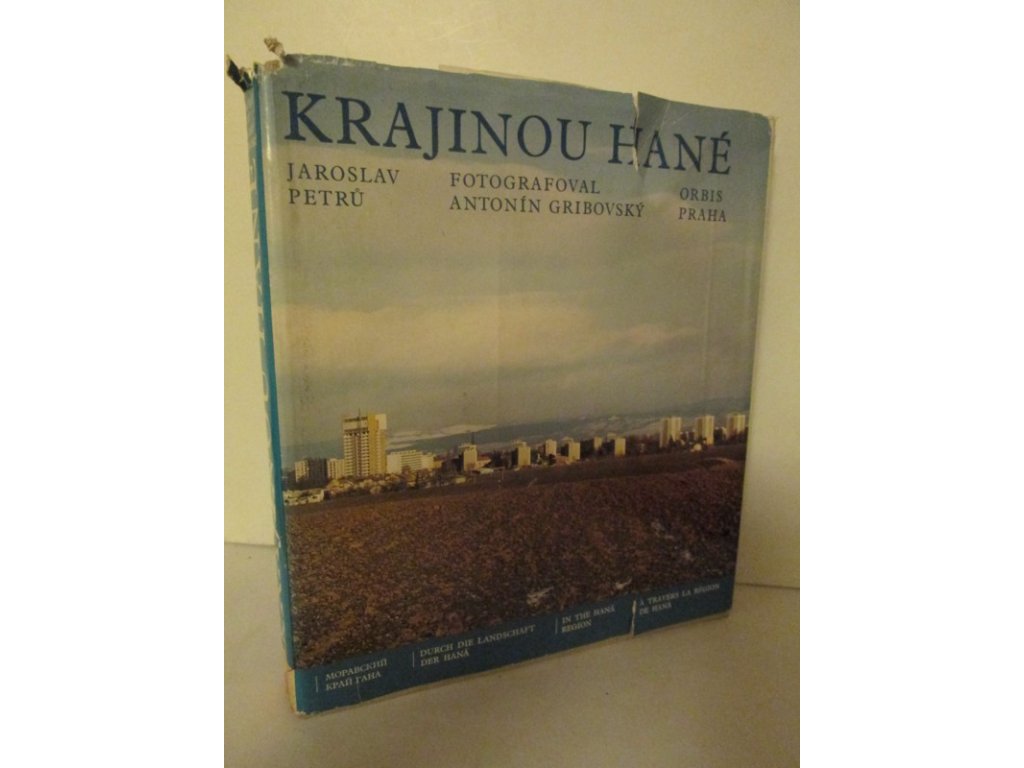 KRAJINOU HANÉ
JAROSLAV
PETRŮ
FOTOGRAFOVAL
ANTONÍN GRIBOVSKÝ
ORBIS
PRAHA
МОРАВСКИЙ
КРАЙ ГАНА
DURCH DIE LANDSCHAFT
DER HANÁ
IN THE HANÁ
REGION
À TRAVERS LA RÉGION
DE HANÁ